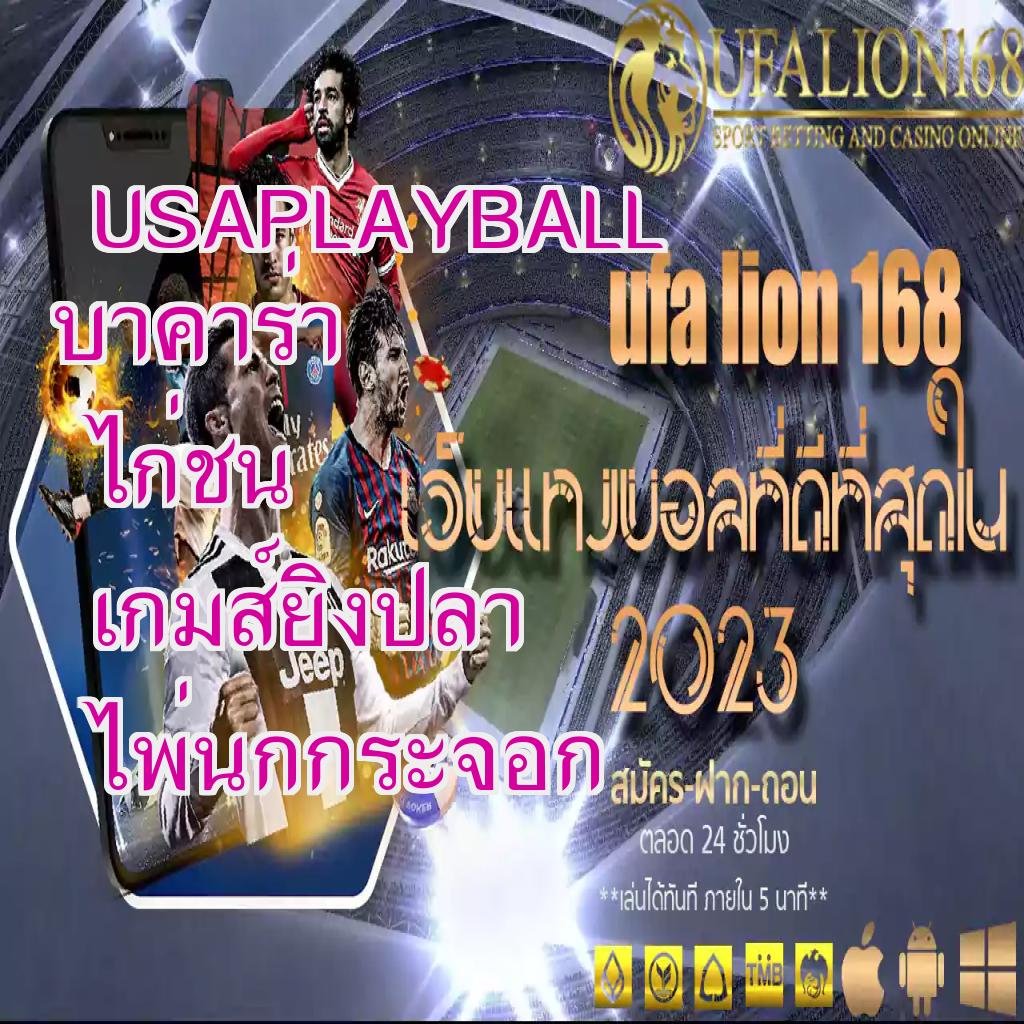 UFALION168
SPORT BETTING AND CASINO ONLINE
USAPLAYBALL
ufa lion 168
บาคาร่า
ไก่ชน
เว็บแทงบอลที่ดีที่สุดใน
2023
เกมส์ยิงปลา
Jeep
ไพ่นกกระจอก
สมัคร-ฝาก-ถอน
ตลอด 24 ชั่วโมง
**เล่นได้ทันที ภายใน 5 นาที**
TMB